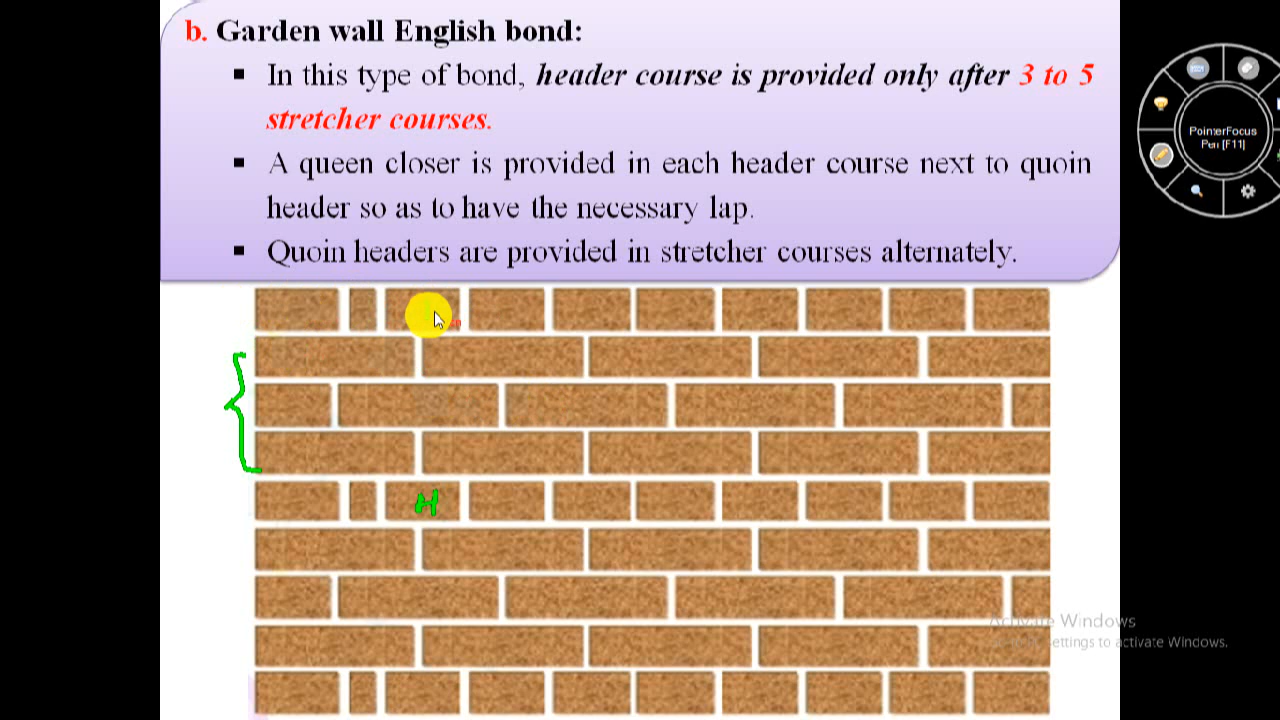 b. Garden wall English bond:
▪ In this type of bond, header course is provided only after 3 to 5
stretcher courses.
▪ A queen closer is provided in each header course next to quoin
header so as to have the necessary lap.
▪ Quoin headers are provided in stretcher courses alternately.
PointerFocus
Pen [F11]
H
Activate Windows
settings to activate Windows.